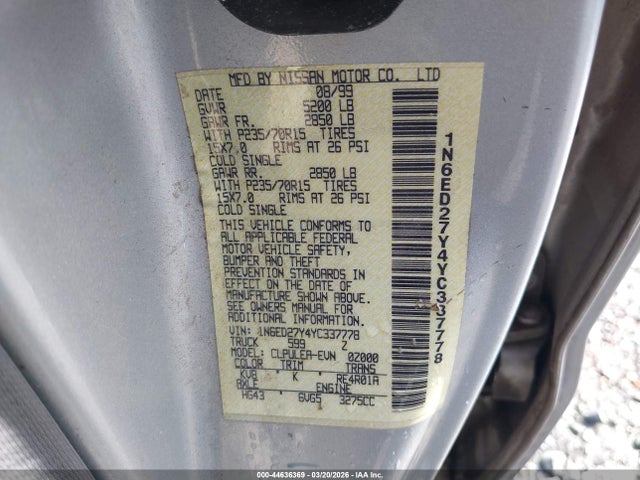 MFD BY NISSAN MOTOR CO. LTD
DATE 08/99
GVWR 5200 LB
GAWR FR. 2850 LB
WITH P235/70R15 TIRES
15X7.0 RIMS AT 26 PSI
COLD SINGLE
GAWR RR. 2850 LB
WITH P235/70R15 TIRES
15X7.0 RIMS AT 26 PSI
COLD SINGLE
THIS VEHICLE CONFORMS TO
ALL APPLICABLE FEDERAL
MOTOR VEHICLE SAFETY,
BUMPER AND THEFT
PREVENTION STANDARDS IN
EFFECT ON THE DATE OF
MANUFACTURE SHOWN ABOVE.
SEE OWNERS MANUAL FOR
ADDITIONAL INFORMATION
VIN: 1N6ED27Y4YC337778
TRUCK 599 Z
MODEL: CLPULEA-EVN 02000
COLOR TRIM TRANS
KV8 K RE4R01A
AXLE ENGINE
HG43 6VG5 3275CC
1N6ED27Y4YC337778
000-44636369 - 03/20/2026 - IAA Inc.